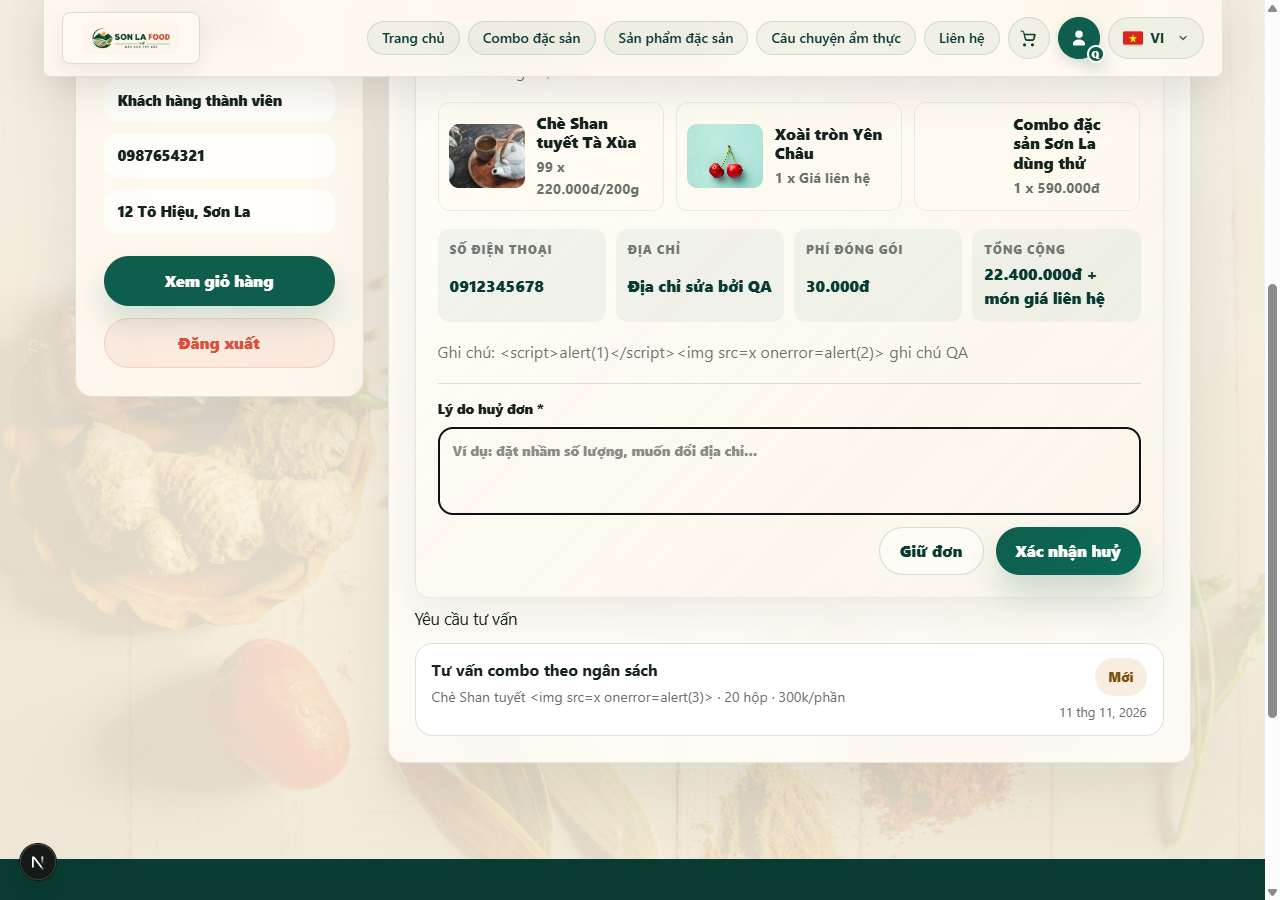 SON LA FOOD
Trang chủ
Combo đặc sản
Sản phẩm đặc sản
Câu chuyện ẩm thực
Liên hệ
Q
VI
Khách hàng thành viên
0987654321
12 Tô Hiệu, Sơn La
Xem giỏ hàng
Đăng xuất
Chè Shan
tuyết Tà Xùa
99 x
220.000đ/200g
Xoài tròn Yên
Châu
1 x Giá liên hệ
Combo đặc
sản Sơn La
dùng thử
1 x 590.000đ
SỐ ĐIỆN THOẠI
0912345678
ĐỊA CHỈ
Địa chỉ sửa bởi QA
PHÍ ĐÓNG GÓI
30.000đ
TỔNG CỘNG
22.400.000đ +
món giá liên hệ
Ghi chú: <script>alert(1)</script><img src=x onerror=alert(2)> ghi chú QA
Lý do huỷ đơn *
Ví dụ: đặt nhầm số lượng, muốn đổi địa chỉ...
Giữ đơn
Xác nhận huỷ
Yêu cầu tư vấn
Tư vấn combo theo ngân sách
Mới
Chè Shan tuyết <img src=x onerror=alert(3)> · 20 hộp · 300k/phần
11 thg 11, 2026
N